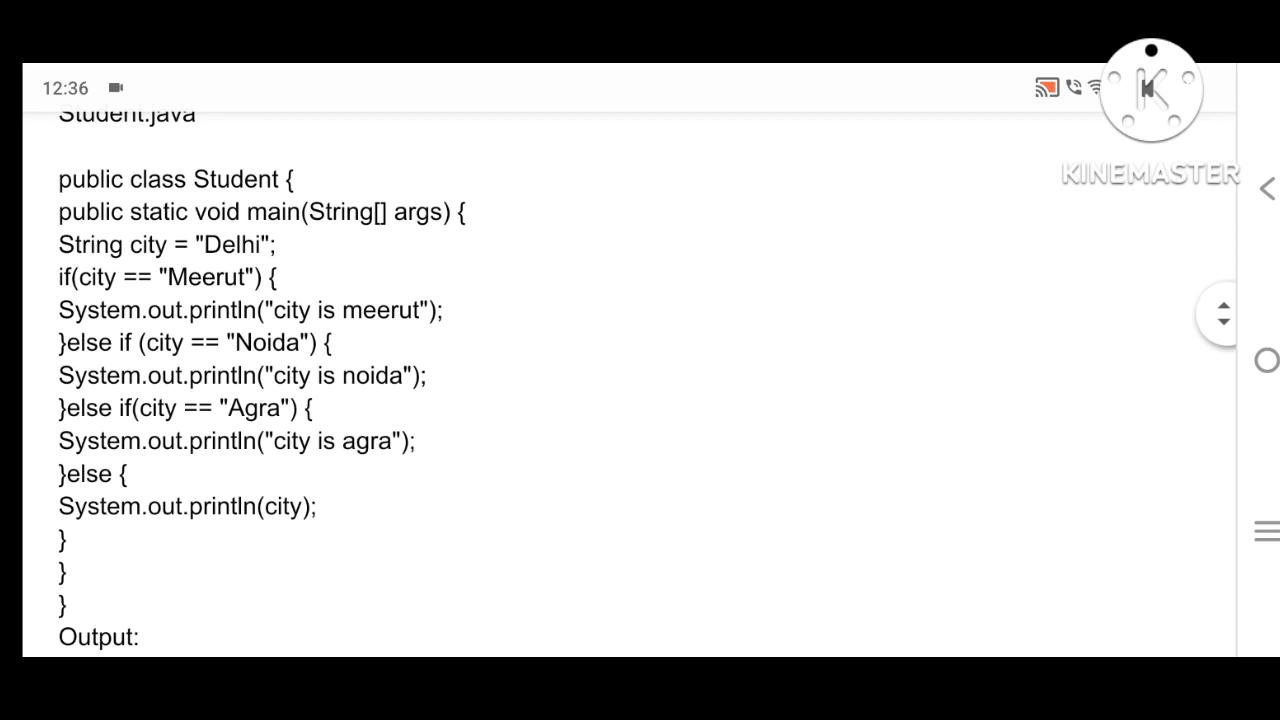 12:36
Student.java
public class Student {
public static void main(String[] args) {
String city = "Delhi";
if(city == "Meerut") {
System.out.println("city is meerut");
}else if (city == "Noida") {
System.out.println("city is noida");
}else if(city == "Agra") {
System.out.println("city is agra");
}else {
System.out.println(city);
}
}
}
Output:
K
KINEMASTER